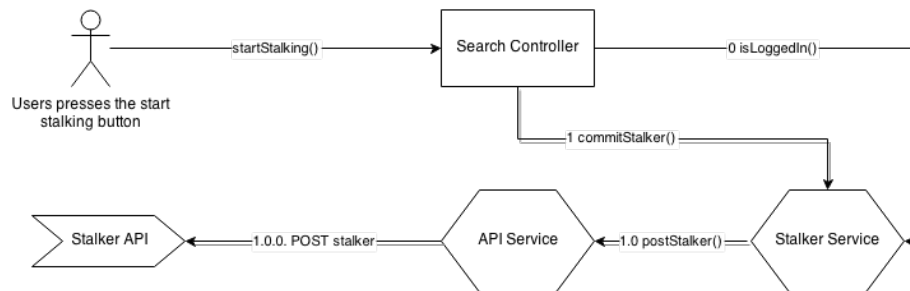 startStalking()
Search Controller
0 isLoggedIn()
Users presses the start
stalking button
1 commitStalker()
Stalker API
1.0.0. POST stalker
API Service
1.0 postStalker()
Stalker Service